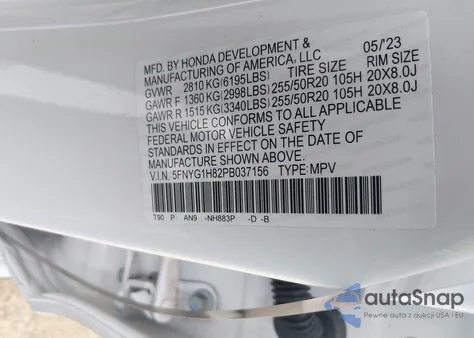 MFD. BY HONDA DEVELOPMENT & 05/'23
MANUFACTURING OF AMERICA, LLC
GVWR 2810 KG(6195LBS) TIRE SIZE RIM SIZE
GAWR F 1360 KG(2998LBS) 255/50R20 105H 20X8.0J
GAWR R 1515 KG(3340LBS) 255/50R20 105H 20X8.0J
THIS VEHICLE CONFORMS TO ALL APPLICABLE
FEDERAL MOTOR VEHICLE SAFETY
STANDARDS IN EFFECT ON THE DATE OF
MANUFACTURE SHOWN ABOVE.
V.I.N. 5FNYG1H82PB037156 TYPE: MPV
T90 P AN9 -NH883P -D -B
autoSnap
Pewne auta z USA i EU